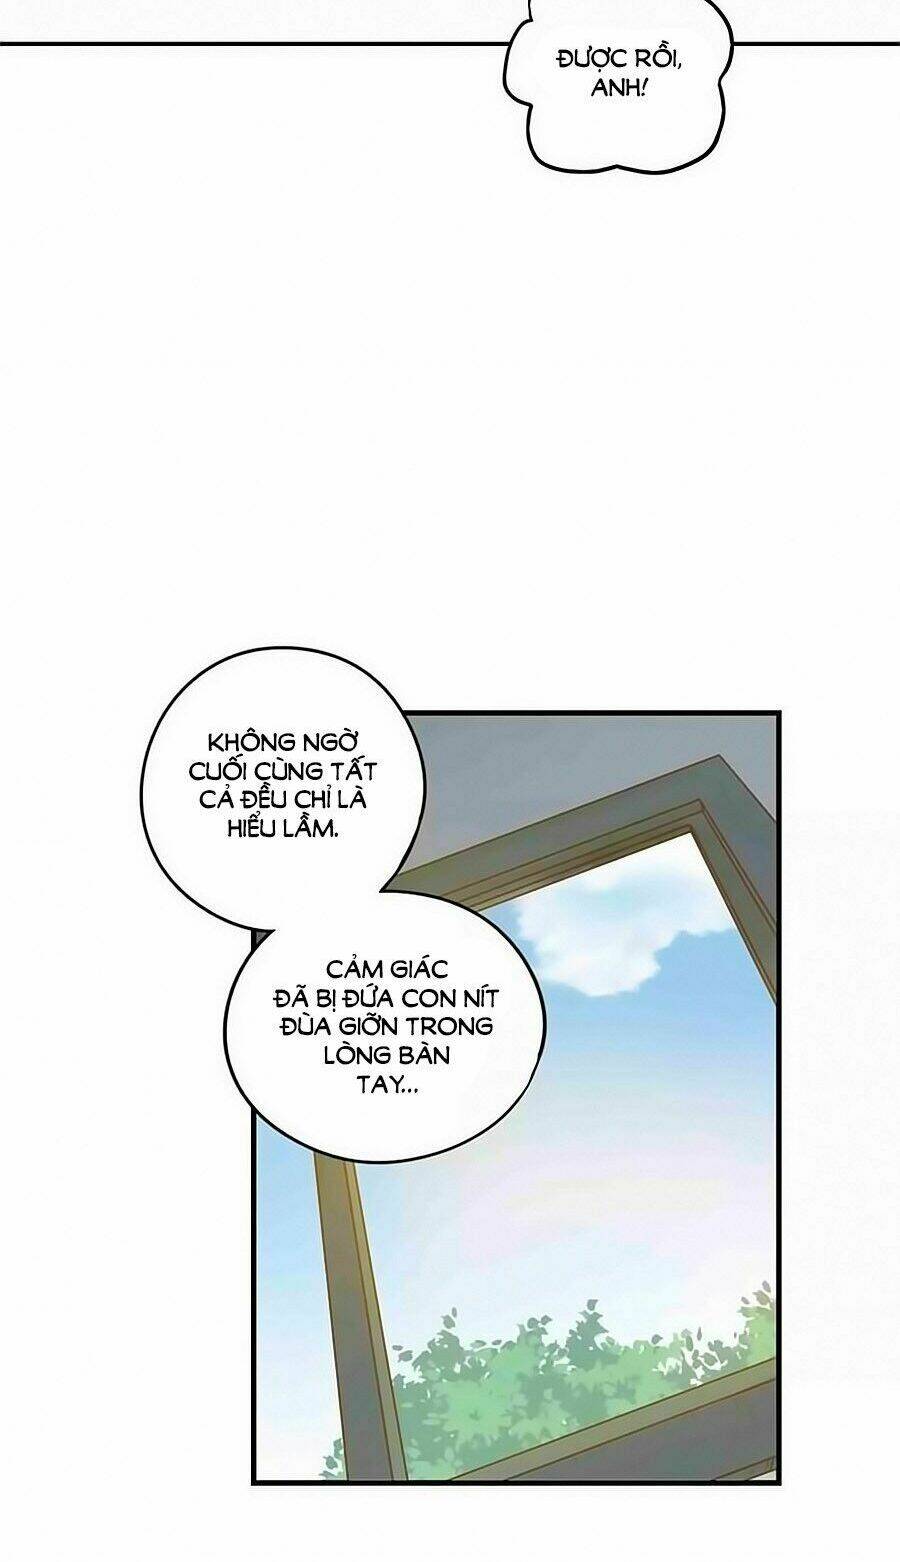 ĐƯỢC RỒI,
ANH!
KHÔNG NGỜ
CUỐI CÙNG TẤT
CẢ ĐỀU CHỈ LÀ
HIỂU LẦM.
CẢM GIÁC
ĐÃ BỊ ĐỨA CON NÍT
ĐÙA GIỠN TRONG
LÒNG BÀN
TAY...